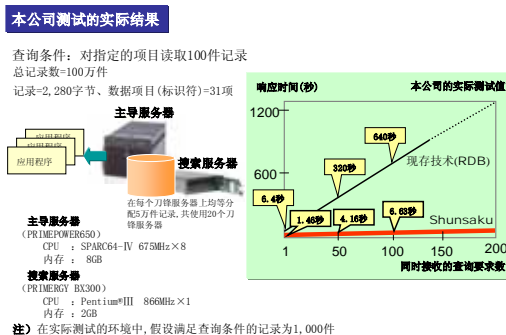 本公司测试的实际结果
查询条件: 对指定的项目读取100件记录
总记录数=100万件
记录=2,280字节、数据项目(标识符)=31项
主导服务器
应用程序
应用程序
应用程序
搜索服务器
在每个刀锋服务器上均等分
配5万件记录,共使用20个刀
锋服务器
主导服务器
(PRIMEPOWER650)
CPU : SPARC64-Ⅳ 675MHz×8
内存 : 8GB
搜索服务器
(PRIMERGY BX300)
CPU : Pentium®Ⅲ 866MHz×1
内存 : 2GB
注）在实际测试的环境中,假设满足查询条件的记录为1,000件
响应时间(秒)
本公司的实际测试值
1200
640秒
现存技术(RDB)
320秒
600
6.4秒
1.46秒
4.16秒
6.63秒
Shunsaku
1
50
100
150
200
同时接收的查询要求数